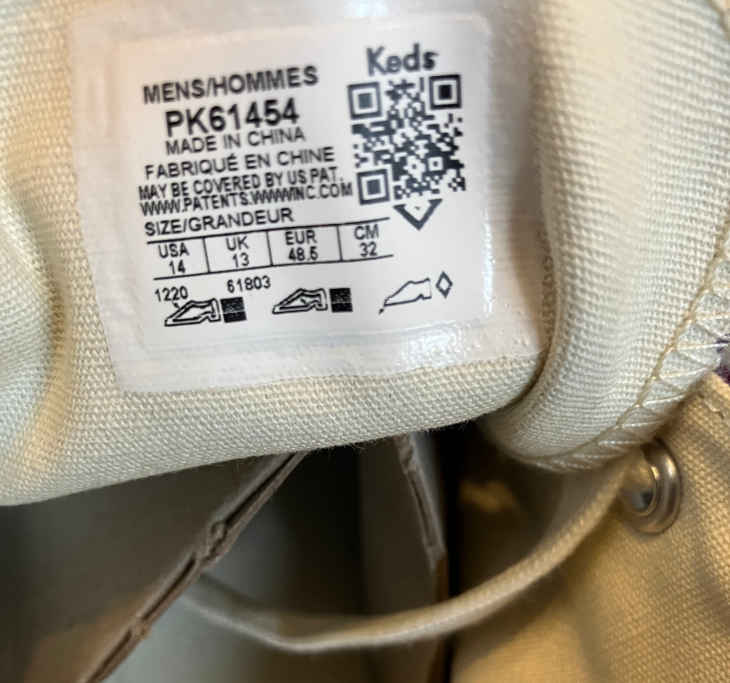 Keds
MENS/HOMMES
PK61454
MADE IN CHINA
FABRIQUÉ EN CHINE
MAY BE COVERED BY US PAT.
WWW.PATENTS.WWWINC.COM
SIZE/GRANDEUR
USA UK EUR CM
14 13 48.5 32
1220 61803